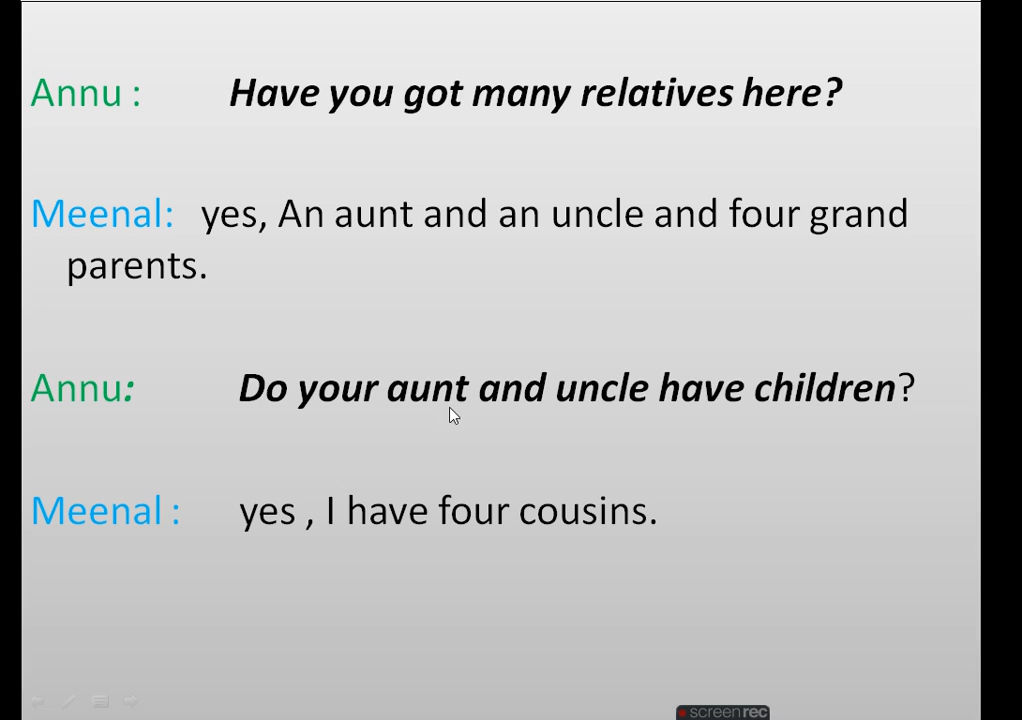 Annu : Have you got many relatives here?
Meenal: yes, An aunt and an uncle and four grand
parents.
Annu: Do your aunt and uncle have children?
Meenal : yes , I have four cousins.
screenrec